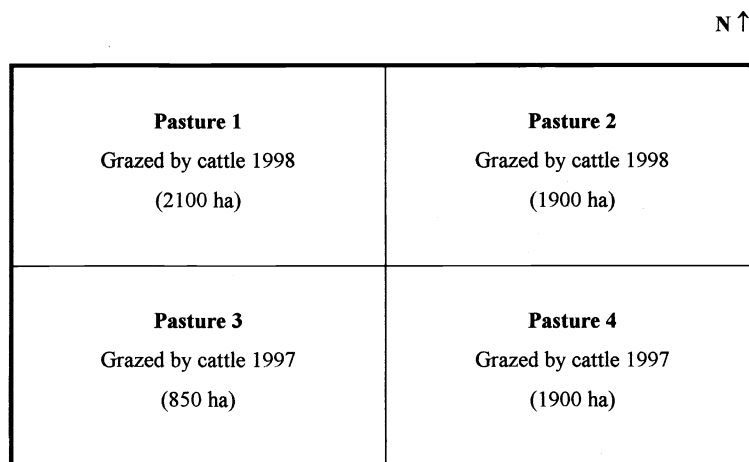 N ↑
Pasture 1
Grazed by cattle 1998
(2100 ha)
Pasture 2
Grazed by cattle 1998
(1900 ha)
Pasture 3
Grazed by cattle 1997
(850 ha)
Pasture 4
Grazed by cattle 1997
(1900 ha)